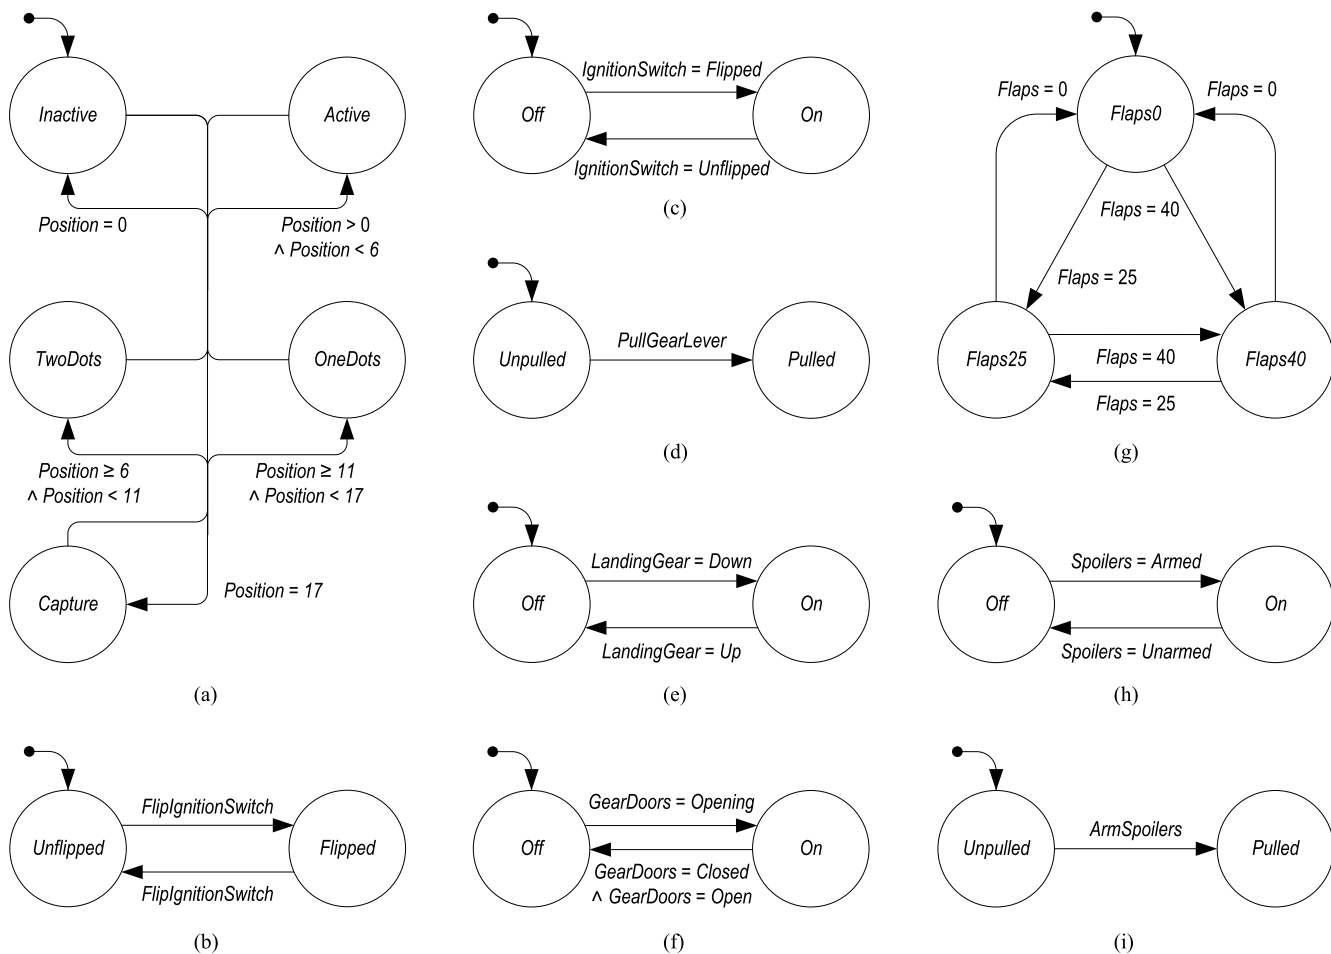 Inactive
Active
Position = 0
Position > 0
∧ Position < 6
TwoDots
OneDots
Position ≥ 6
∧ Position < 11
Position ≥ 11
∧ Position < 17
Capture
Position = 17
(a)
Unflipped
FlipIgnitionSwitch
FlipIgnitionSwitch
Flipped
(b)
Off
IgnitionSwitch = Flipped
IgnitionSwitch = Unflipped
On
(c)
Unpulled
PullGearLever
Pulled
(d)
Off
LandingGear = Down
LandingGear = Up
On
(e)
Off
GearDoors = Opening
GearDoors = Closed
∧ GearDoors = Open
On
(f)
Flaps0
Flaps = 0
Flaps = 0
Flaps = 40
Flaps = 25
Flaps25
Flaps = 40
Flaps = 25
Flaps40
(g)
Off
Spoilers = Armed
Spoilers = Unarmed
On
(h)
Unpulled
ArmSpoilers
Pulled
(i)